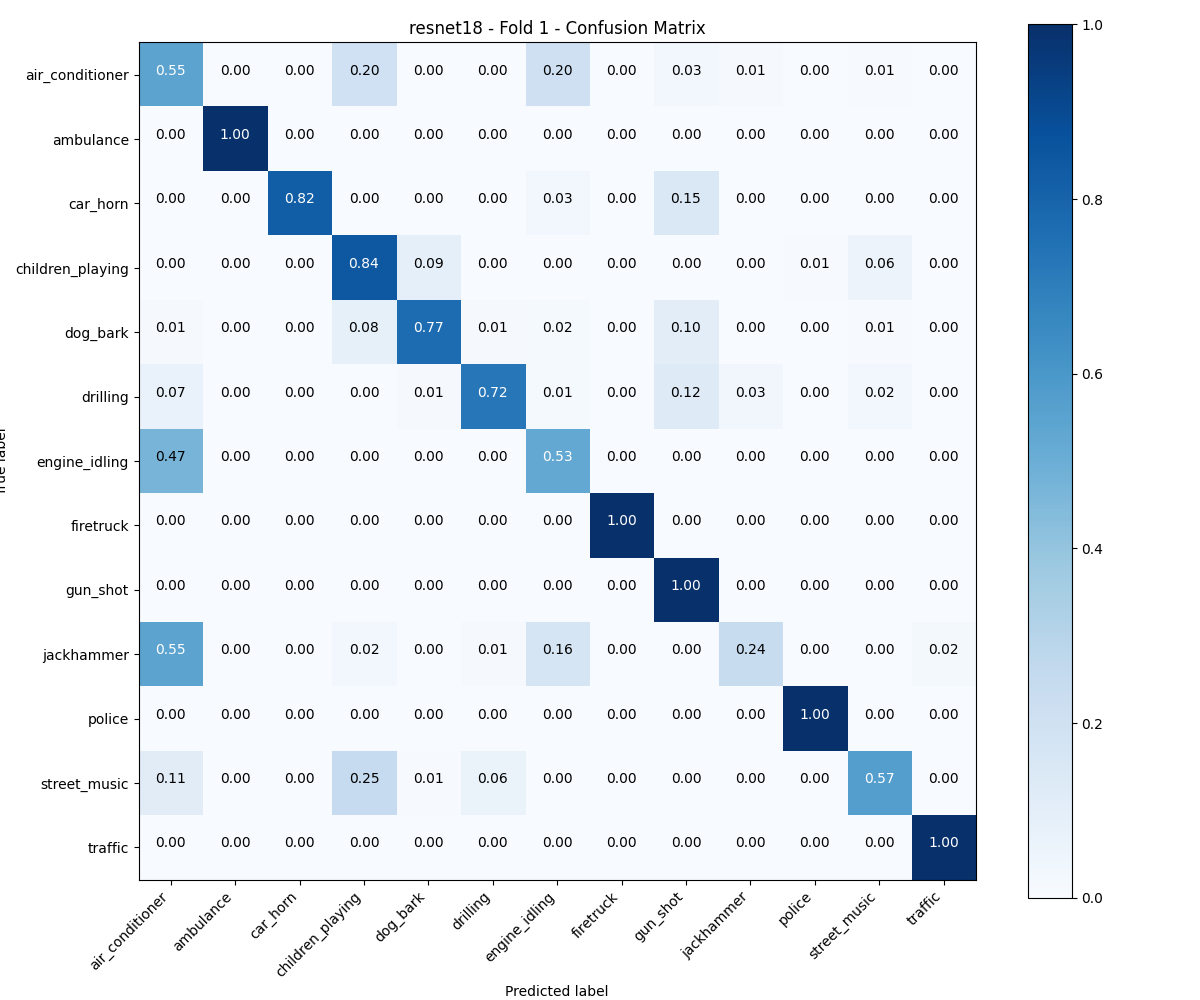 resnet18 - Fold 1 - Confusion Matrix
air_conditioner 0.55 0.00 0.00 0.20 0.00 0.00 0.20 0.00 0.03 0.01 0.00 0.01 0.00
ambulance 0.00 1.00 0.00 0.00 0.00 0.00 0.00 0.00 0.00 0.00 0.00 0.00 0.00
car_horn 0.00 0.00 0.82 0.00 0.00 0.00 0.03 0.00 0.15 0.00 0.00 0.00 0.00
children_playing 0.00 0.00 0.00 0.84 0.09 0.00 0.00 0.00 0.00 0.00 0.01 0.06 0.00
dog_bark 0.01 0.00 0.00 0.08 0.77 0.01 0.02 0.00 0.10 0.00 0.00 0.01 0.00
drilling 0.07 0.00 0.00 0.00 0.01 0.72 0.01 0.00 0.12 0.03 0.00 0.02 0.00
engine_idling 0.47 0.00 0.00 0.00 0.00 0.00 0.53 0.00 0.00 0.00 0.00 0.00 0.00
firetruck 0.00 0.00 0.00 0.00 0.00 0.00 0.00 1.00 0.00 0.00 0.00 0.00 0.00
gun_shot 0.00 0.00 0.00 0.00 0.00 0.00 0.00 0.00 1.00 0.00 0.00 0.00 0.00
jackhammer 0.55 0.00 0.00 0.02 0.00 0.01 0.16 0.00 0.00 0.24 0.00 0.00 0.02
police 0.00 0.00 0.00 0.00 0.00 0.00 0.00 0.00 0.00 0.00 1.00 0.00 0.00
street_music 0.11 0.00 0.00 0.25 0.01 0.06 0.00 0.00 0.00 0.00 0.00 0.57 0.00
traffic 0.00 0.00 0.00 0.00 0.00 0.00 0.00 0.00 0.00 0.00 0.00 0.00 1.00
air_conditioner
ambulance
car_horn
children_playing
dog_bark
drilling
engine_idling
firetruck
gun_shot
jackhammer
police
street_music
traffic
Predicted label
1.0
0.8
0.6
0.4
0.2
0.0